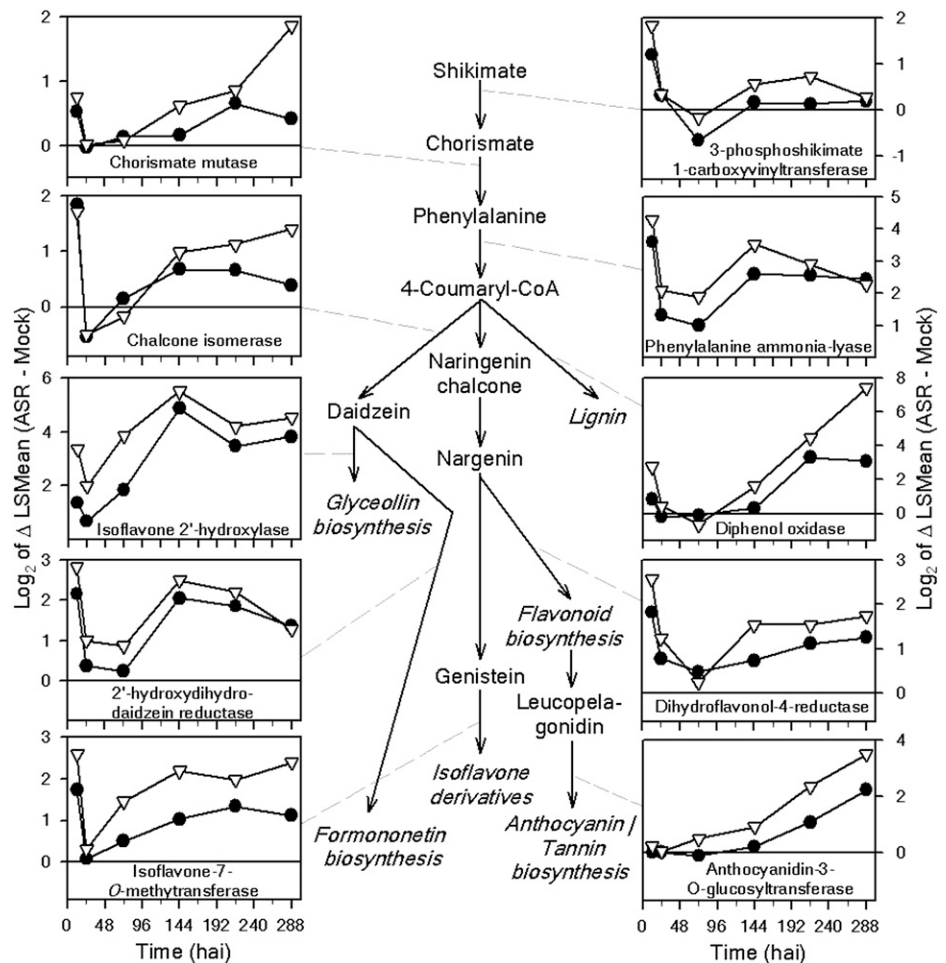 Log2 of Δ LSMean (ASR - Mock)
2
1
0
Chorismate mutase
2
1
0
Chalcone isomerase
6
4
2
Isoflavone 2'-hydroxylase
3
2
1
0
2'-hydroxydihydro-
daidzein reductase
3
2
1
0
Isoflavone-7-
O-methytransferase
0 48 96 144 192 240 288
Time (hai)
Shikimate
Chorismate
Phenylalanine
4-Coumaryl-CoA
Naringenin
chalcone
Daidzein
Lignin
Nargenin
Glyceollin
biosynthesis
Flavonoid
biosynthesis
Genistein
Leucopela-
gonidin
Isoflavone
derivatives
Formononetin
biosynthesis
Anthocyanin /
Tannin
biosynthesis
2
1
0
-1
3-phosphoshikimate
1-carboxyvinyltransferase
5
4
3
2
1
Phenylalanine ammonia-lyase
8
6
4
2
0
Diphenol oxidase
3
2
1
0
Dihydroflavonol-4-reductase
4
2
0
Anthocyanidin-3-
O-glucosyltransferase
0 48 96 144 192 240 288
Time (hai)
Log2 of Δ LSMean (ASR - Mock)